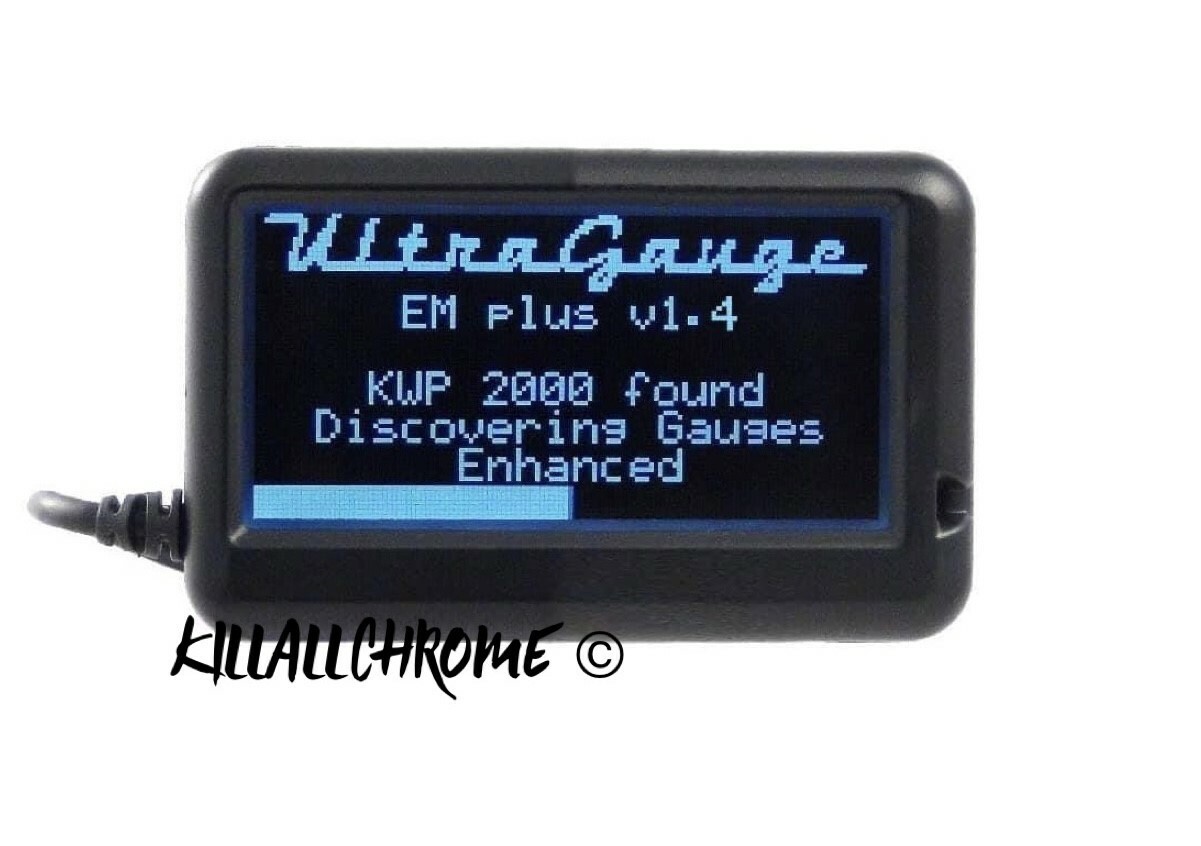 UltraGauge
EM plus v1.4
KWP 2000 found
Discovering Gauges
Enhanced
KILLALLCHROME ©